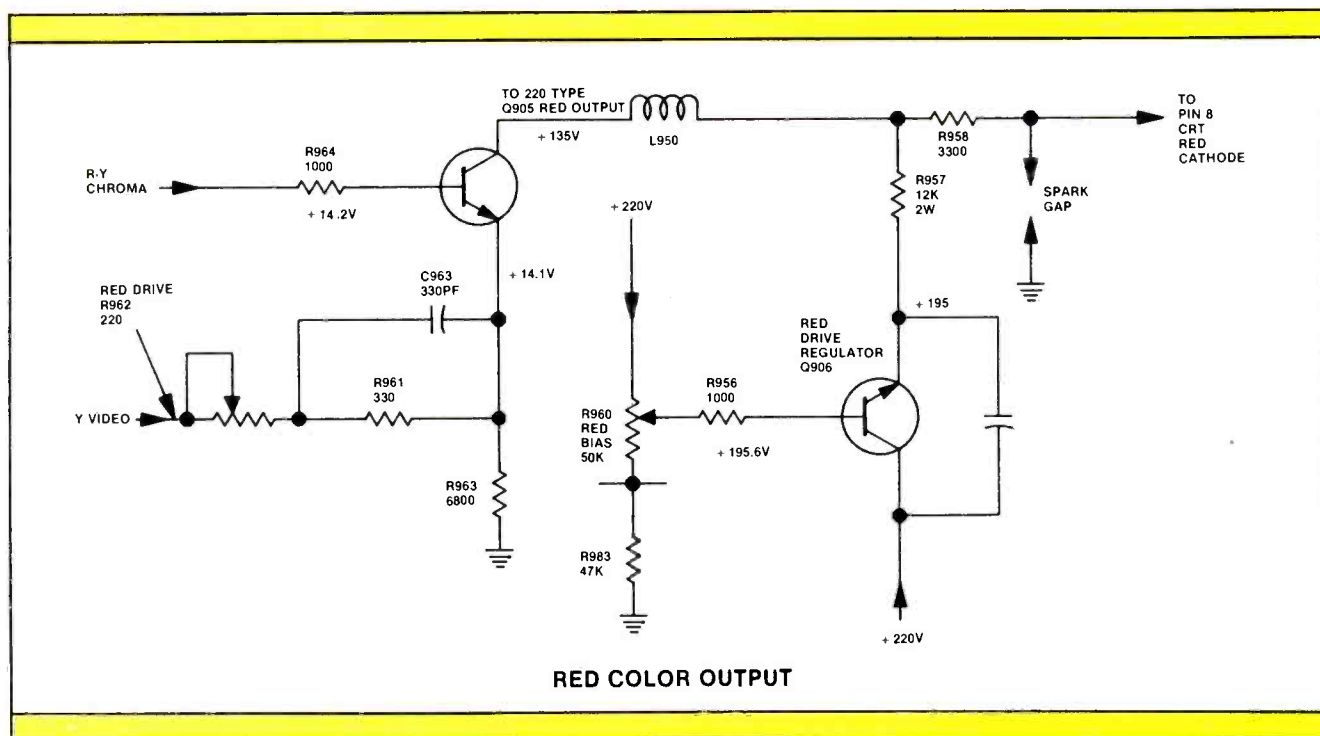 TO 220 TYPE
Q905 RED OUTPUT
+ 135V
L950
R958
3300
TO
PIN 8
CRT
RED
CATHODE
R964
1000
R-Y
CHROMA
+ 14.2V
R957
12K
2W
SPARK
GAP
+ 220V
+ 14.1V
C963
330PF
RED DRIVE
R962
220
+ 195
RED
DRIVE
REGULATOR
Q906
R961
330
R956
1000
Y VIDEO
R960
RED
BIAS
50K
+ 195.6V
R963
6800
R983
47K
+ 220V
RED COLOR OUTPUT